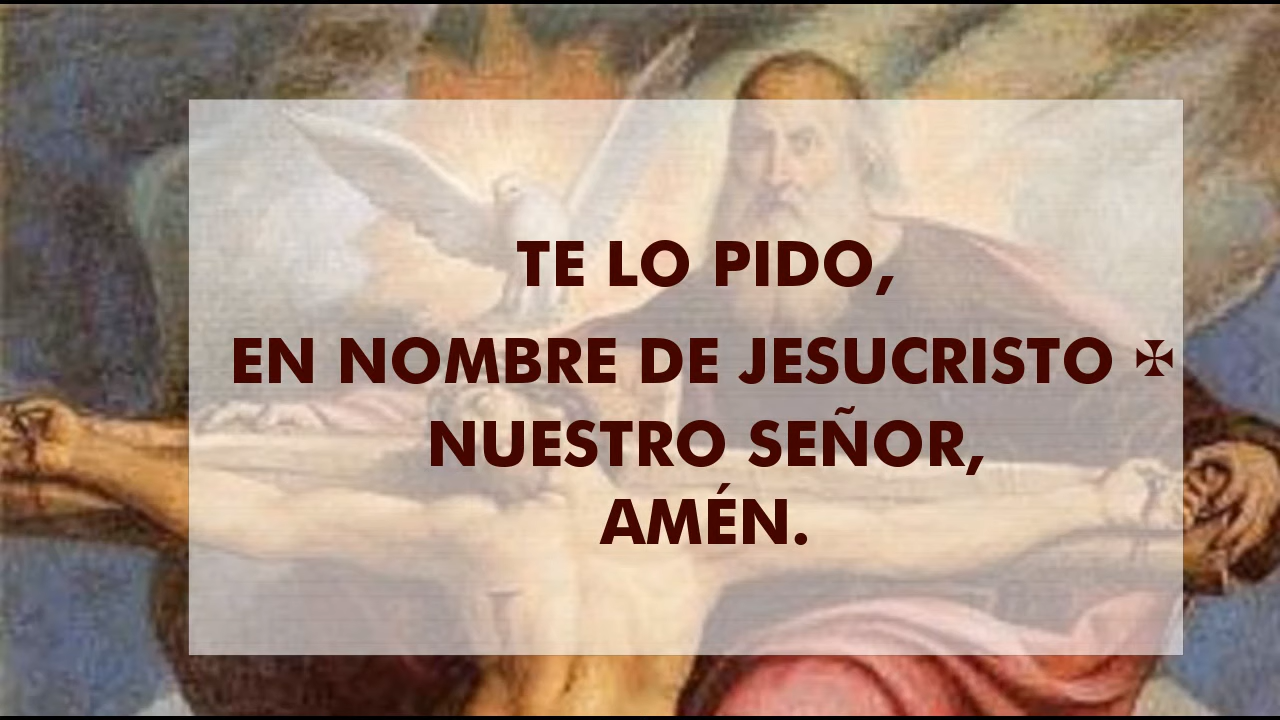 TE LO PIDO,
EN NOMBRE DE JESUCRISTO ✠
NUESTRO SEÑOR,
AMÉN.